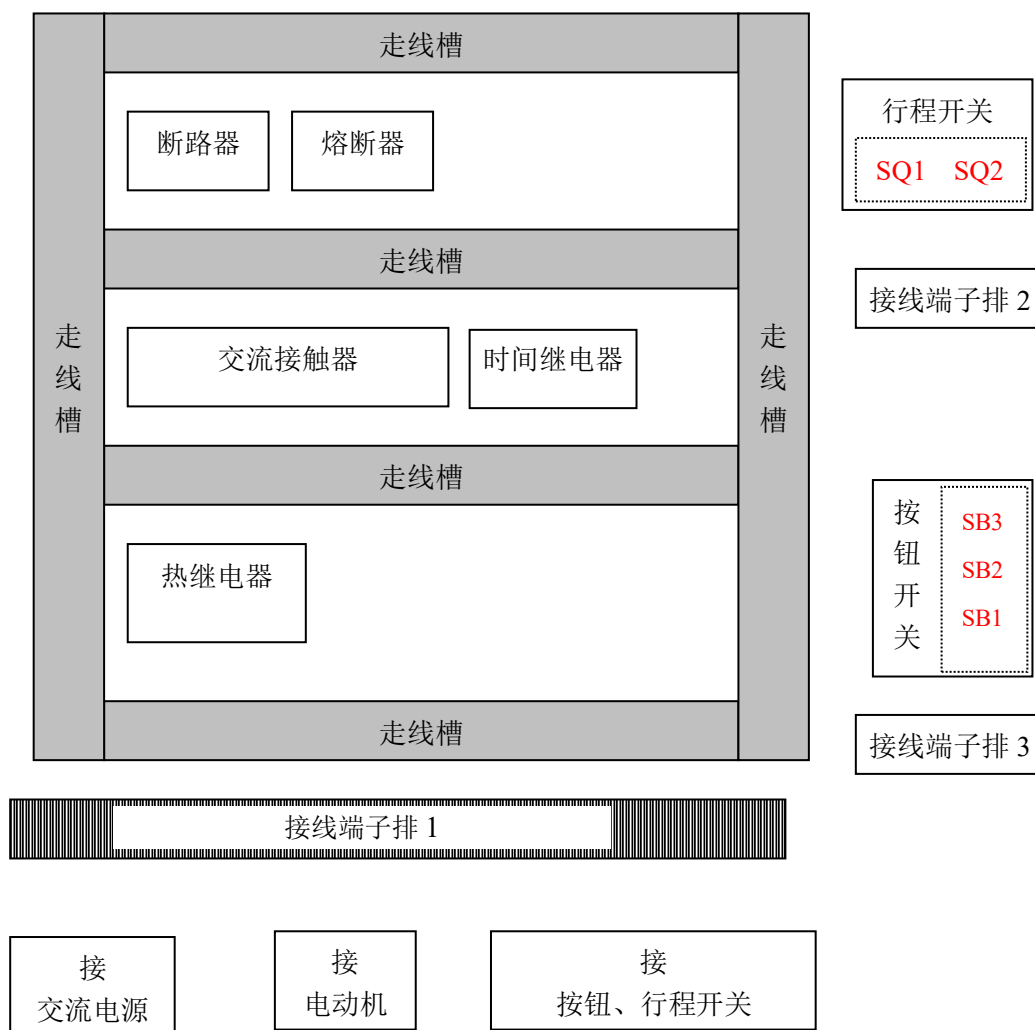 走线槽
行程开关
SQ1 SQ2
断路器
熔断器
走线槽
接线端子排 2
走线槽
交流接触器
时间继电器
走线槽
走线槽
按钮开关
SB3
SB2
SB1
热继电器
走线槽
接线端子排 3
接线端子排 1
接
交流电源
接
电动机
接
按钮、行程开关